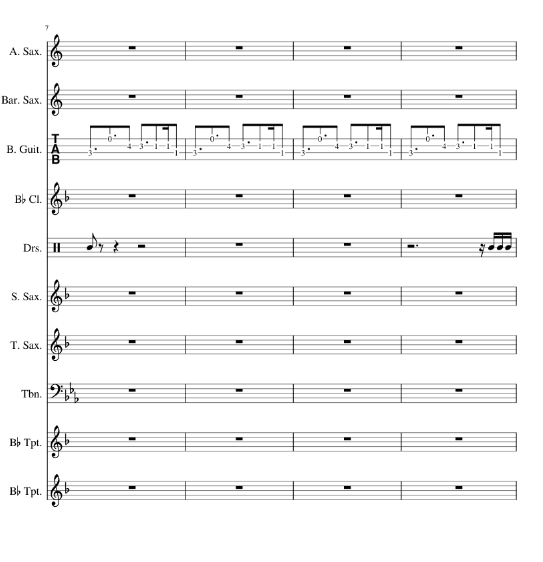 7
A. Sax.
Bar. Sax.
B. Guit.
T
A
B
3 0 4 3 1 1 1 3 0 4 3 1 1 1 3 0 4 3 1 1 1 3 0 4 3 1 1 1
B♭ Cl.
Drs.
S. Sax.
T. Sax.
Tbn.
B♭ Tpt.
B♭ Tpt.